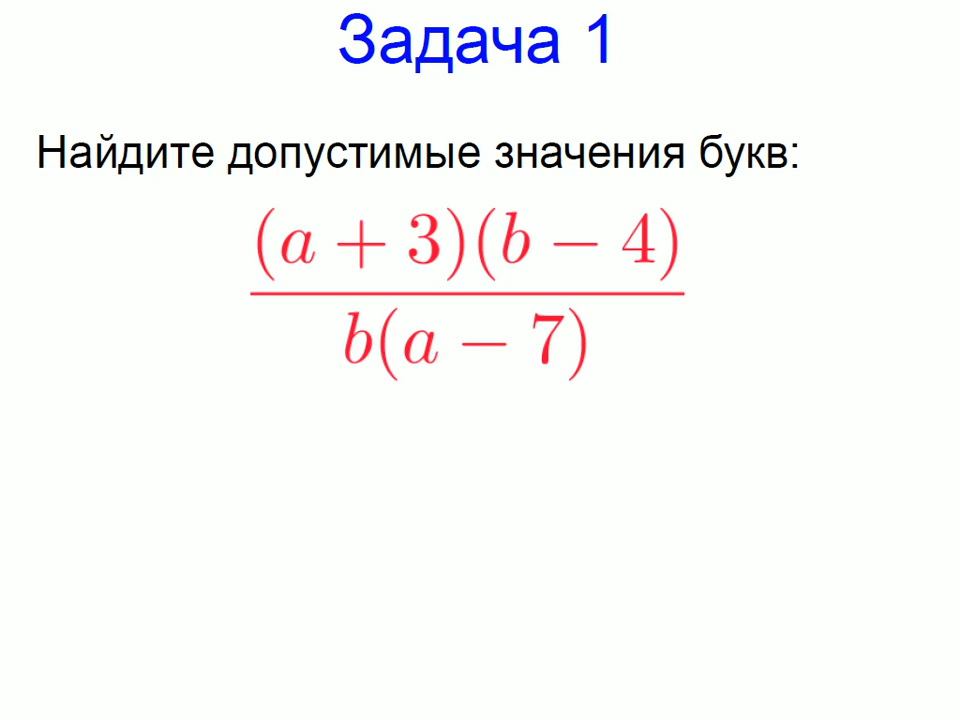 Задача 1
Найдите допустимые значения букв:
(a + 3)(b − 4)
b(a − 7)